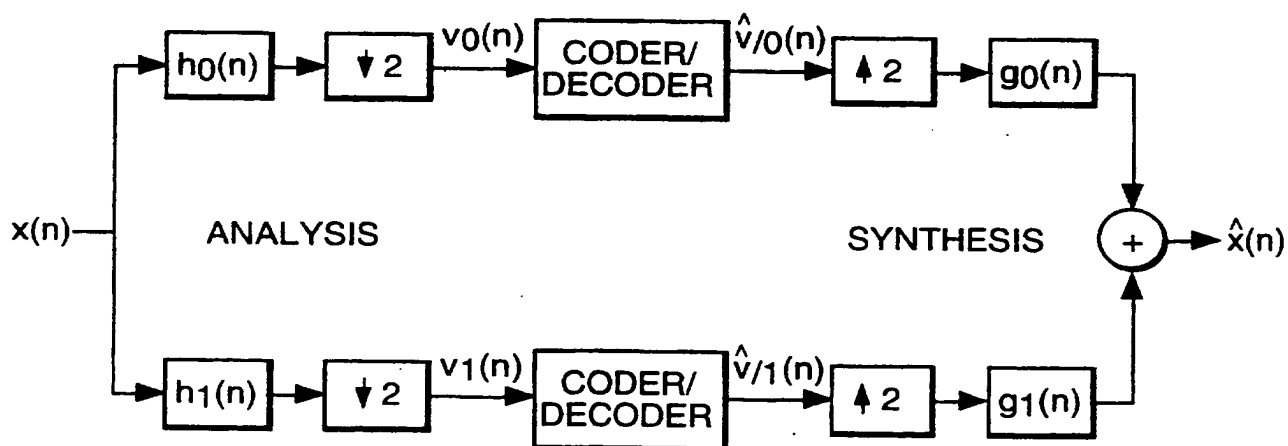 h0(n)
↓ 2
v0(n)
CODER/
DECODER
v̂/0(n)
↑ 2
g0(n)
x(n)
ANALYSIS
SYNTHESIS
+
x̂(n)
h1(n)
↓ 2
v1(n)
CODER/
DECODER
v̂/1(n)
↑ 2
g1(n)